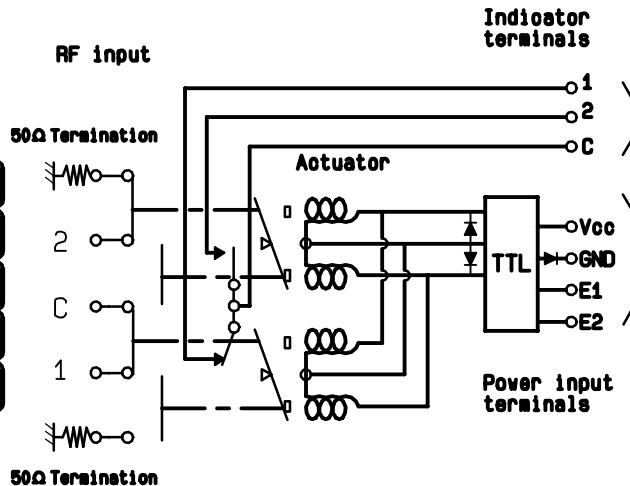 Indicator
terminals
RF input
1
2
C
50Ω Termination
Actuator
2
C
1
TTL
Vcc
GND
E1
E2
Power input
terminals
50Ω Termination